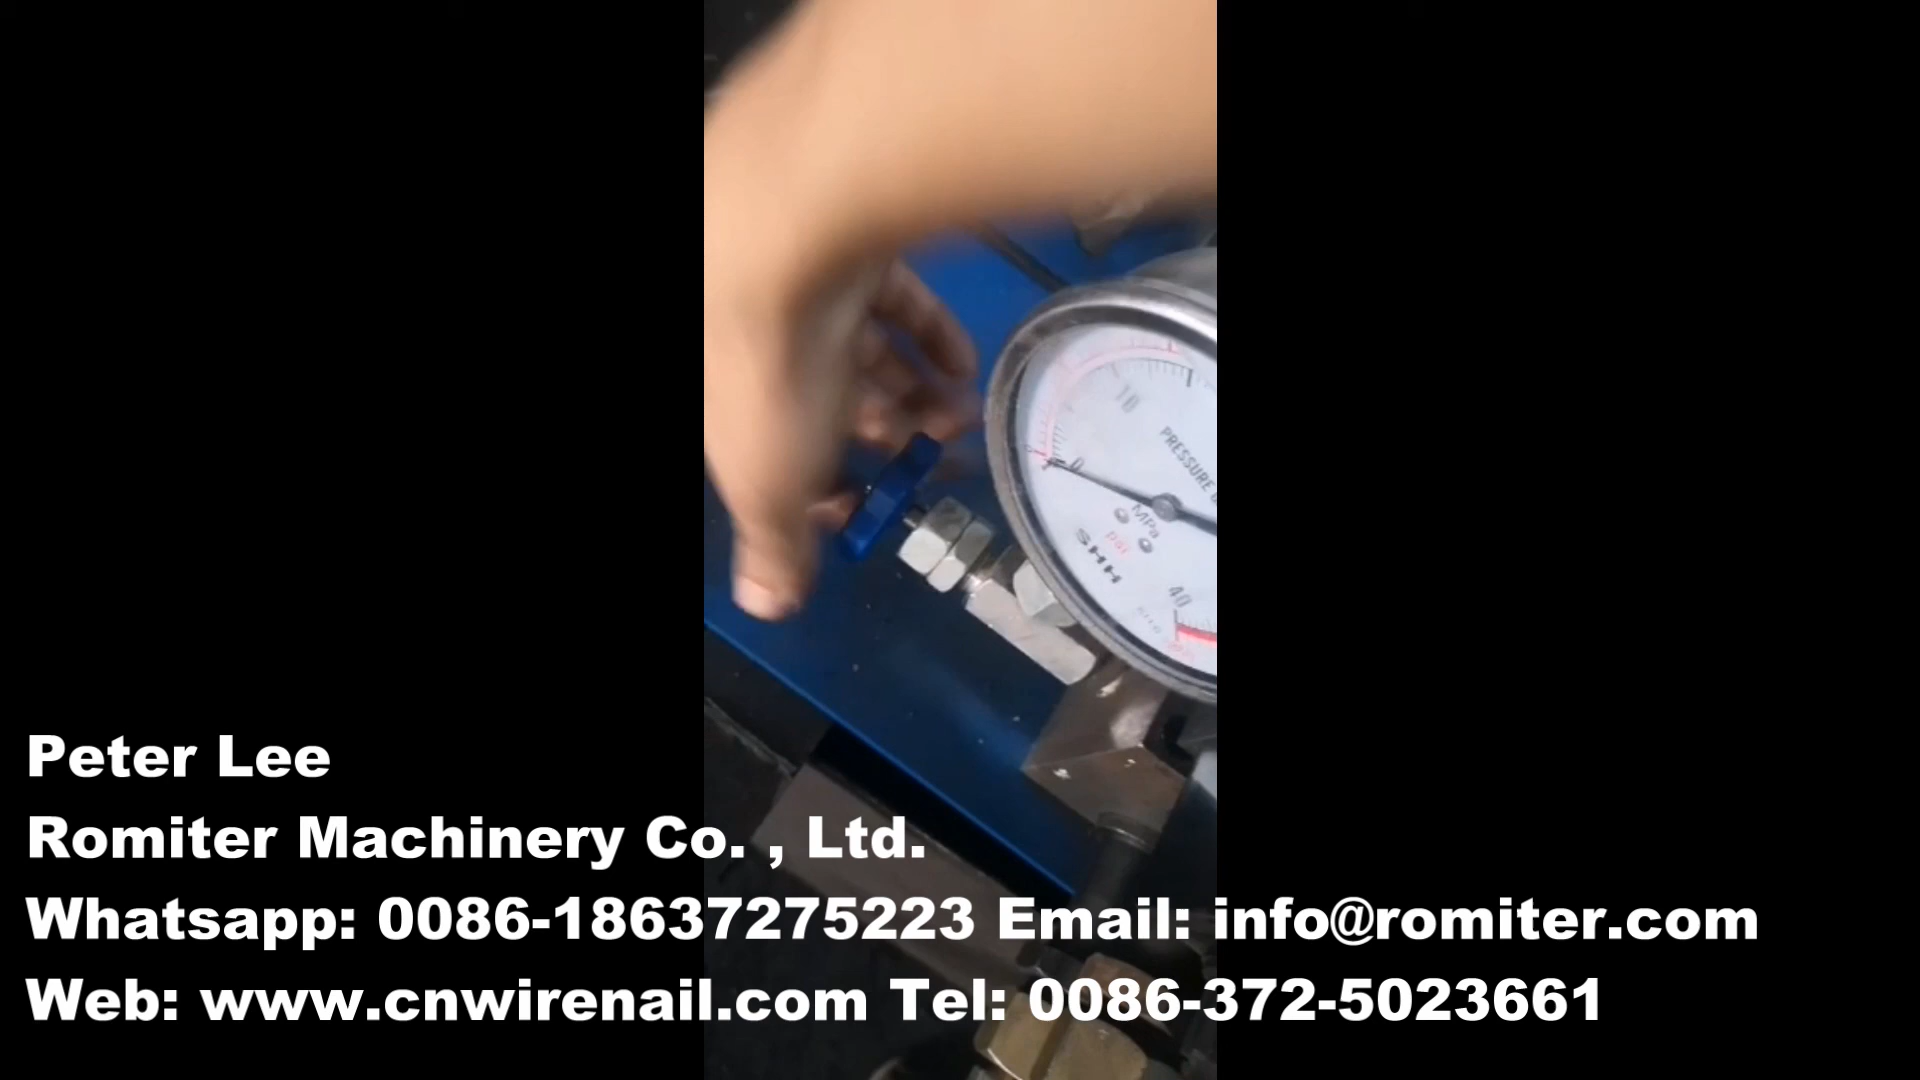 10
PRESSURE
0
MPa
psi
SHH
40
Peter Lee
Romiter Machinery Co. , Ltd.
Whatsapp: 0086-18637275223 Email: info@romiter.com
Web: www.cnwirenail.com Tel: 0086-372-5023661